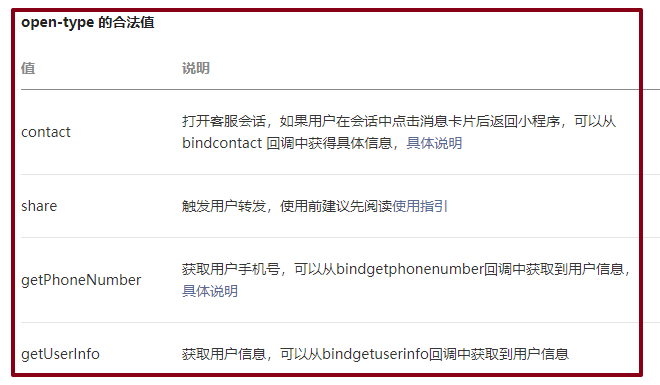 open-type 的合法值
值 说明
contact 打开客服会话，如果用户在会话中点击消息卡片后返回小程序，可以从
bindcontact 回调中获得具体信息，具体说明
share 触发用户转发，使用前建议先阅读使用指引
getPhoneNumber 获取用户手机号，可以从bindgetphonenumber回调中获取到用户信息，
具体说明
getUserInfo 获取用户信息，可以从bindgetuserinfo回调中获取到用户信息